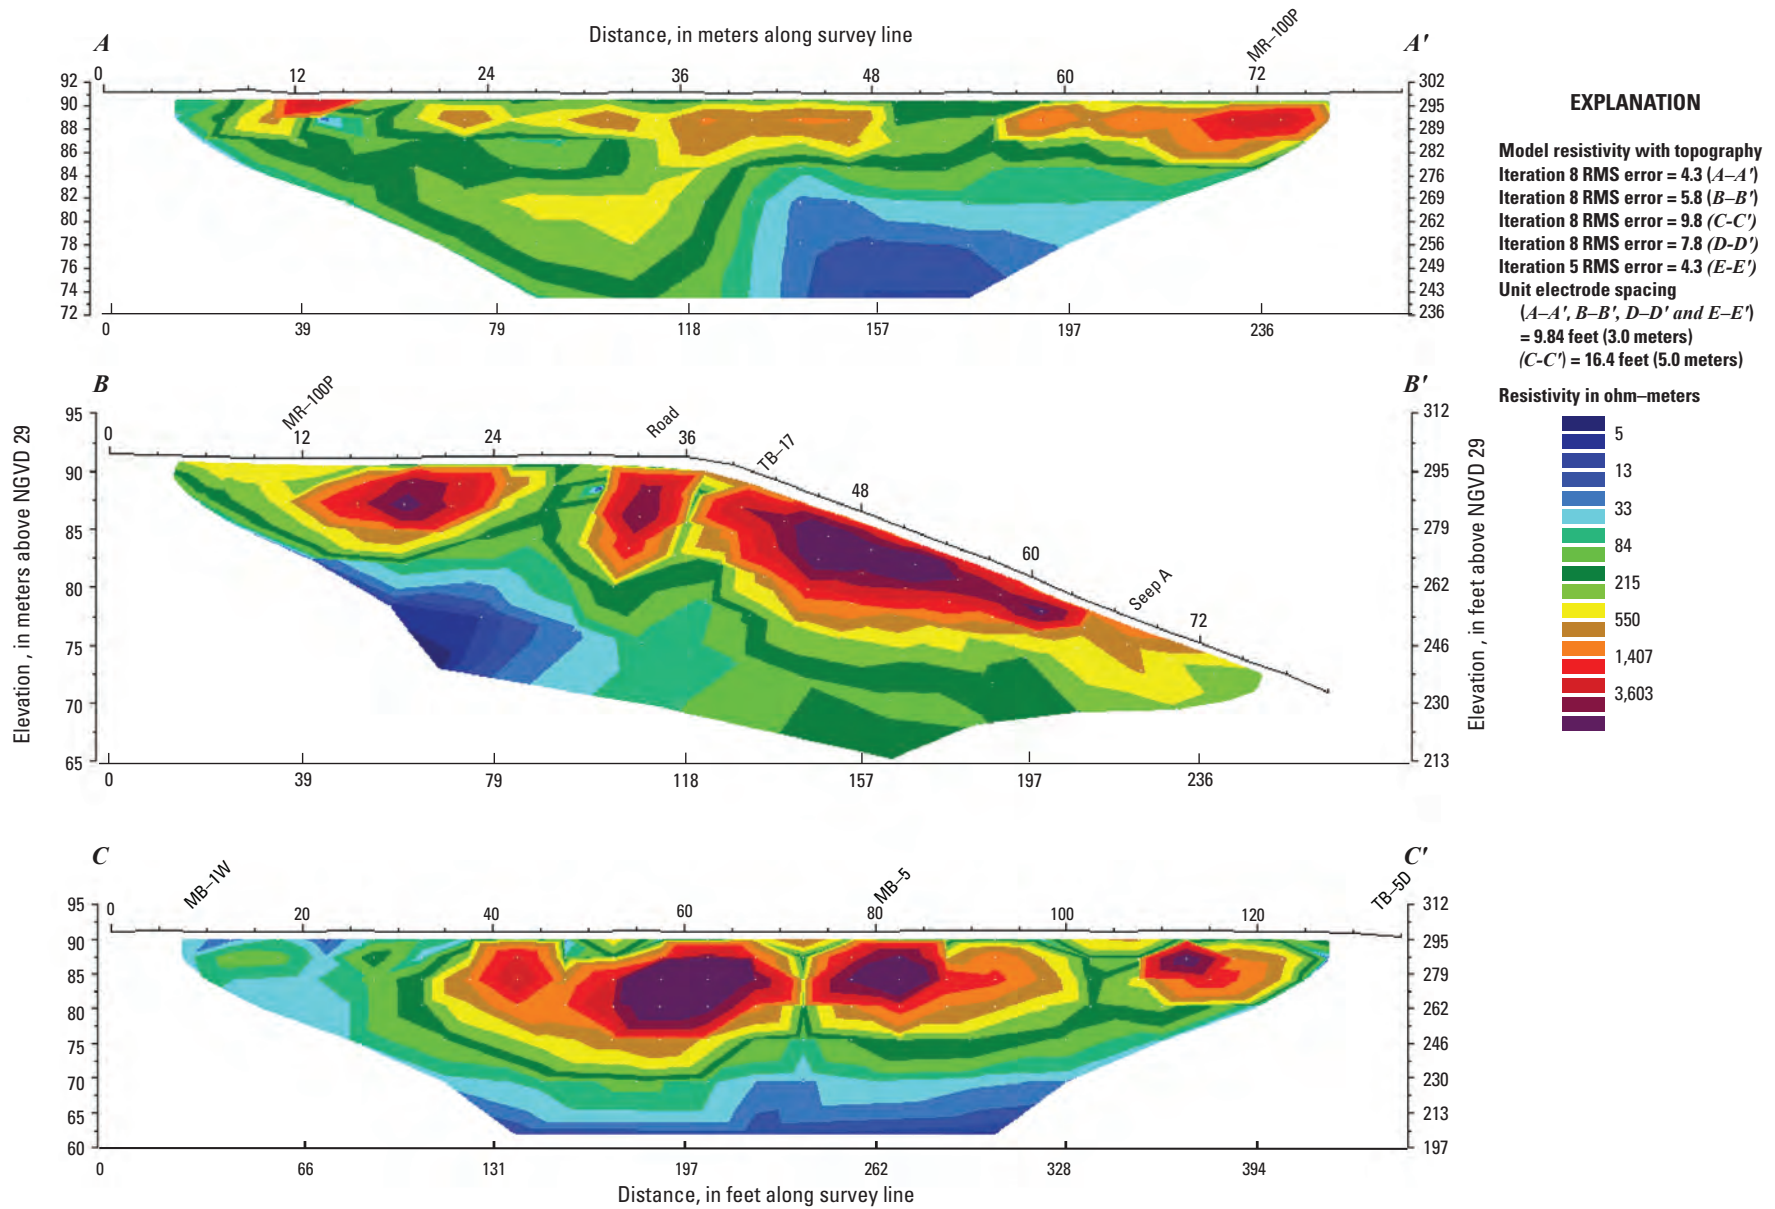 Distance, in meters along survey line
A
A'
MR–100P
0 12 24 36 48 60 72
92 302
90 295
88 289
86 282
84 276
82 269
80 262
78 256
76 249
74 243
72 236
0 39 79 118 157 197 236
B
B'
MR–100P
Road
TB–17
Seep A
0 12 24 36 48 60 72
95 312
90 295
85 279
80 262
75 246
70 230
65 213
0 39 79 118 157 197 236
Elevation , in meters above NGVD 29
Elevation , in feet above NGVD 29
C
C'
MB–1W
MB–5
TB–5D
0 20 40 60 80 100 120
95 312
90 295
85 279
80 262
75 246
70 230
65 213
60 197
0 66 131 197 262 328 394
Distance, in feet along survey line
EXPLANATION
Model resistivity with topography
Iteration 8 RMS error = 4.3 (A–A')
Iteration 8 RMS error = 5.8 (B–B')
Iteration 8 RMS error = 9.8 (C-C')
Iteration 8 RMS error = 7.8 (D-D')
Iteration 5 RMS error = 4.3 (E-E')
Unit electrode spacing
(A–A', B–B', D–D' and E–E')
= 9.84 feet (3.0 meters)
(C-C') = 16.4 feet (5.0 meters)
Resistivity in ohm–meters
5
13
33
84
215
550
1,407
3,603